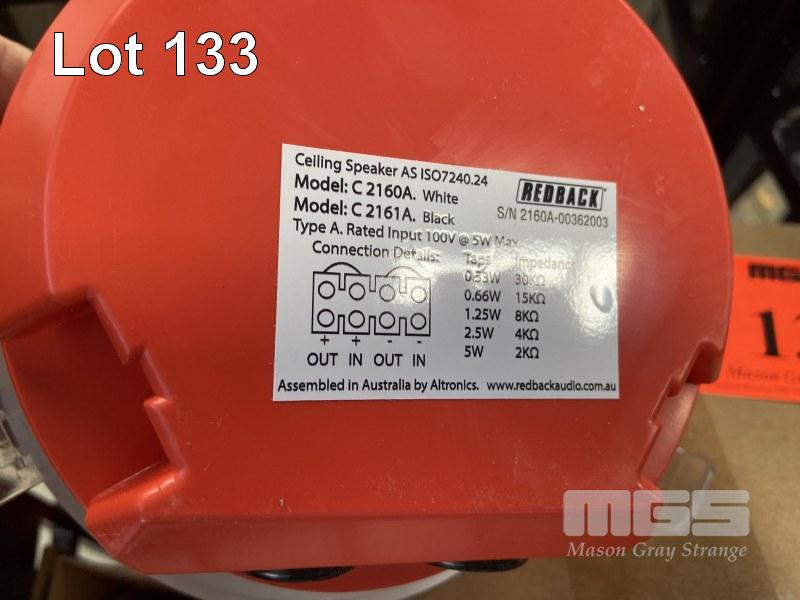 Lot 133
Ceiling Speaker AS ISO7240.24
Model: C 2160A. White
Model: C 2161A. Black
REDBACK
S/N 2160A-00362003
Type A. Rated Input 100V @ 5W Max.
Connection Details:
Taps Impedance
0.33W 30KΩ
0.66W 15KΩ
1.25W 8KΩ
2.5W 4KΩ
5W 2KΩ
+ + - -
OUT IN OUT IN
Assembled in Australia by Altronics. www.redbackaudio.com.au
MGS
Mason Gray
MGS
Mason Gray Strange